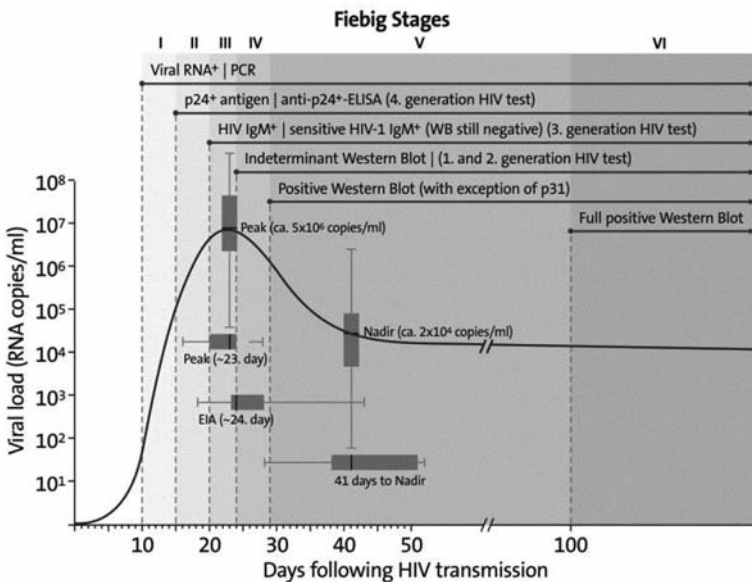 Fiebig Stages
I II III IV V VI
Viral RNA⁺ | PCR
p24⁺ antigen | anti-p24⁺-ELISA (4. generation HIV test)
HIV IgM⁺ | sensitive HIV-1 IgM⁺ (WB still negative) (3. generation HIV test)
Indeterminant Western Blot | (1. and 2. generation HIV test)
Positive Western Blot (with exception of p31)
Full positive Western Blot
Viral load (RNA copies/ml)
10⁸
10⁷
10⁶
10⁵
10⁴
10³
10²
10¹
Peak (ca. 5x10⁶ copies/ml)
Nadir (ca. 2x10⁴ copies/ml)
Peak (~23. day)
EIA (~24. day)
41 days to Nadir
10 20 30 40 50 100
Days following HIV transmission